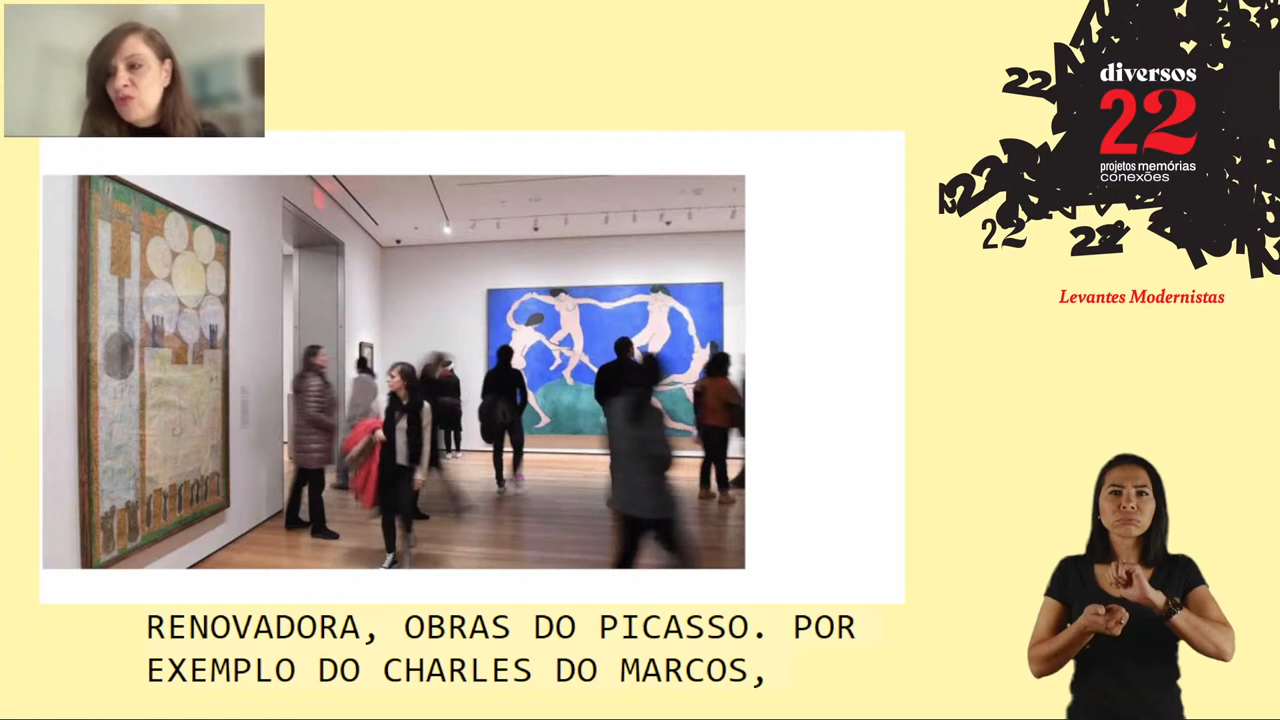 diversos
22
projetos memórias
conexões
22
22
22
22
Levantes Modernistas
RENOVADORA, OBRAS DO PICASSO. POR
EXEMPLO DO CHARLES DO MARCOS,